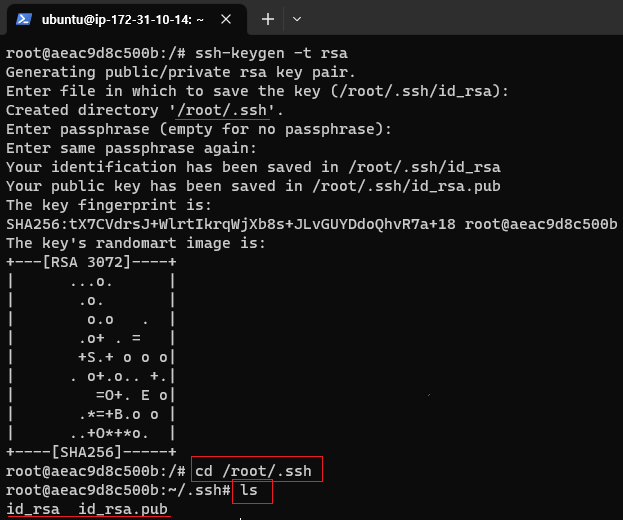 ubuntu@ip-172-31-10-14: ~
root@aeac9d8c500b:/# ssh-keygen -t rsa
Generating public/private rsa key pair.
Enter file in which to save the key (/root/.ssh/id_rsa):
Created directory '/root/.ssh'.
Enter passphrase (empty for no passphrase):
Enter same passphrase again:
Your identification has been saved in /root/.ssh/id_rsa
Your public key has been saved in /root/.ssh/id_rsa.pub
The key fingerprint is:
SHA256:tX7CVdrsJ+WlrtIkrqWjXb8s+JLvGUYDdoQhvR7a+18 root@aeac9d8c500b
The key's randomart image is:
+---[RSA 3072]----+
|      ...o.      |
|       .o.       |
|        o.o   .  |
|       .o+ . =   |
|       +S.+ o o o|
|      . o+.o.. +.|
|         =O+. E o|
|       .*=+B.o o |
|      ..+O*+*o.  |
+----[SHA256]-----+
root@aeac9d8c500b:/# cd /root/.ssh
root@aeac9d8c500b:~/.ssh# ls
id_rsa  id_rsa.pub